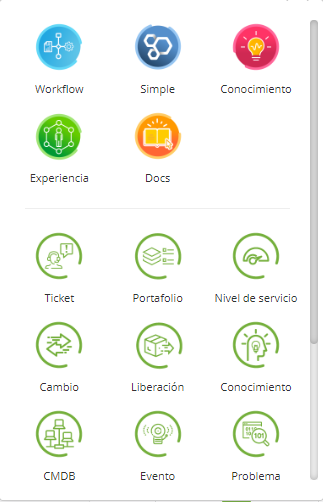 Workflow Simple Conocimiento
Experiencia Docs
Ticket Portafolio Nivel de servicio
Cambio Liberación Conocimiento
CMDB Evento Problema